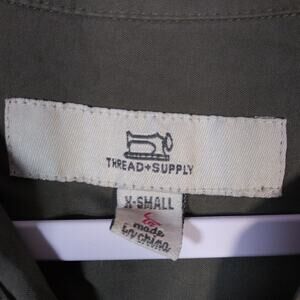 THREAD+SUPPLY
X-SMALL
made
in china